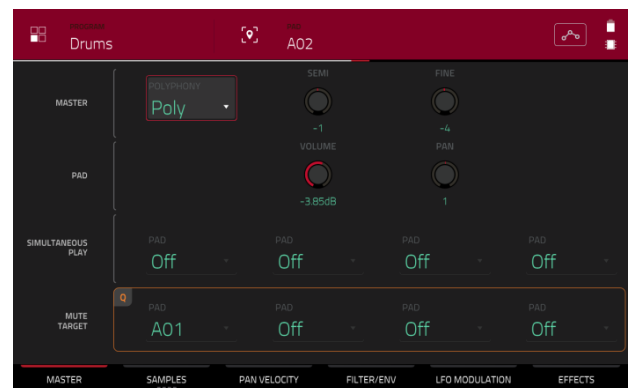 PROGRAM
Drums
PAD
A02
MASTER
POLYPHONY
Poly
SEMI
-1
FINE
-4
PAD
VOLUME
-3.85dB
PAN
1
SIMULTANEOUS
PLAY
PAD
Off
PAD
Off
PAD
Off
PAD
Off
Q
MUTE
TARGET
PAD
A01
PAD
Off
PAD
Off
PAD
Off
MASTER
SAMPLES
PAN VELOCITY
FILTER/ENV
LFO MODULATION
EFFECTS